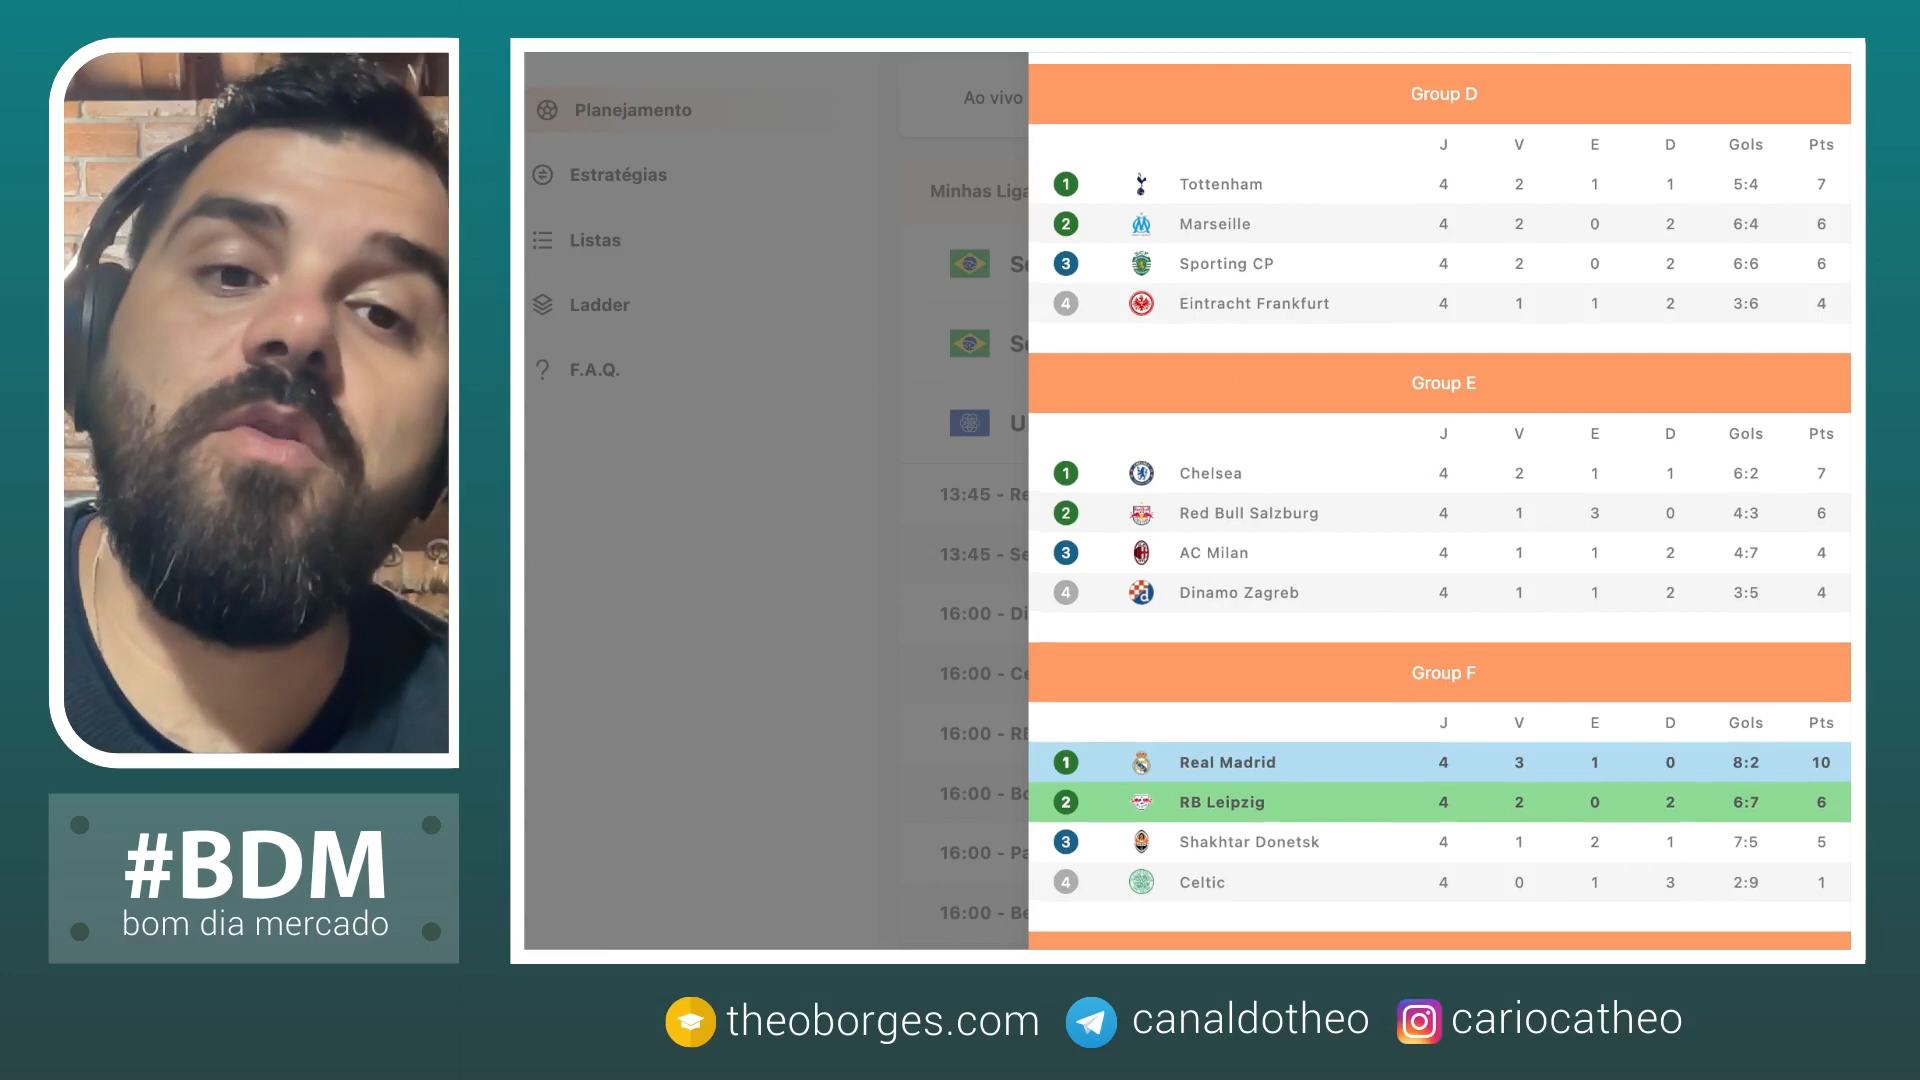 Planejamento
Estratégias
Listas
Ladder
F.A.Q.
Ao vivo
Minhas Liga
13:45 - Re
13:45 - Se
16:00 - Di
16:00 - Ce
16:00 - RB
16:00 - Bo
16:00 - Pa
16:00 - Be
Group D
J V E D Gols Pts
1 Tottenham 4 2 1 1 5:4 7
2 Marseille 4 2 0 2 6:4 6
3 Sporting CP 4 2 0 2 6:6 6
4 Eintracht Frankfurt 4 1 1 2 3:6 4
Group E
J V E D Gols Pts
1 Chelsea 4 2 1 1 6:2 7
2 Red Bull Salzburg 4 1 3 0 4:3 6
3 AC Milan 4 1 1 2 4:7 4
4 Dinamo Zagreb 4 1 1 2 3:5 4
Group F
J V E D Gols Pts
1 Real Madrid 4 3 1 0 8:2 10
2 RB Leipzig 4 2 0 2 6:7 6
3 Shakhtar Donetsk 4 1 2 1 7:5 5
4 Celtic 4 0 1 3 2:9 1
#BDM
bom dia mercado
theoborges.com canaldotheo cariocatheo